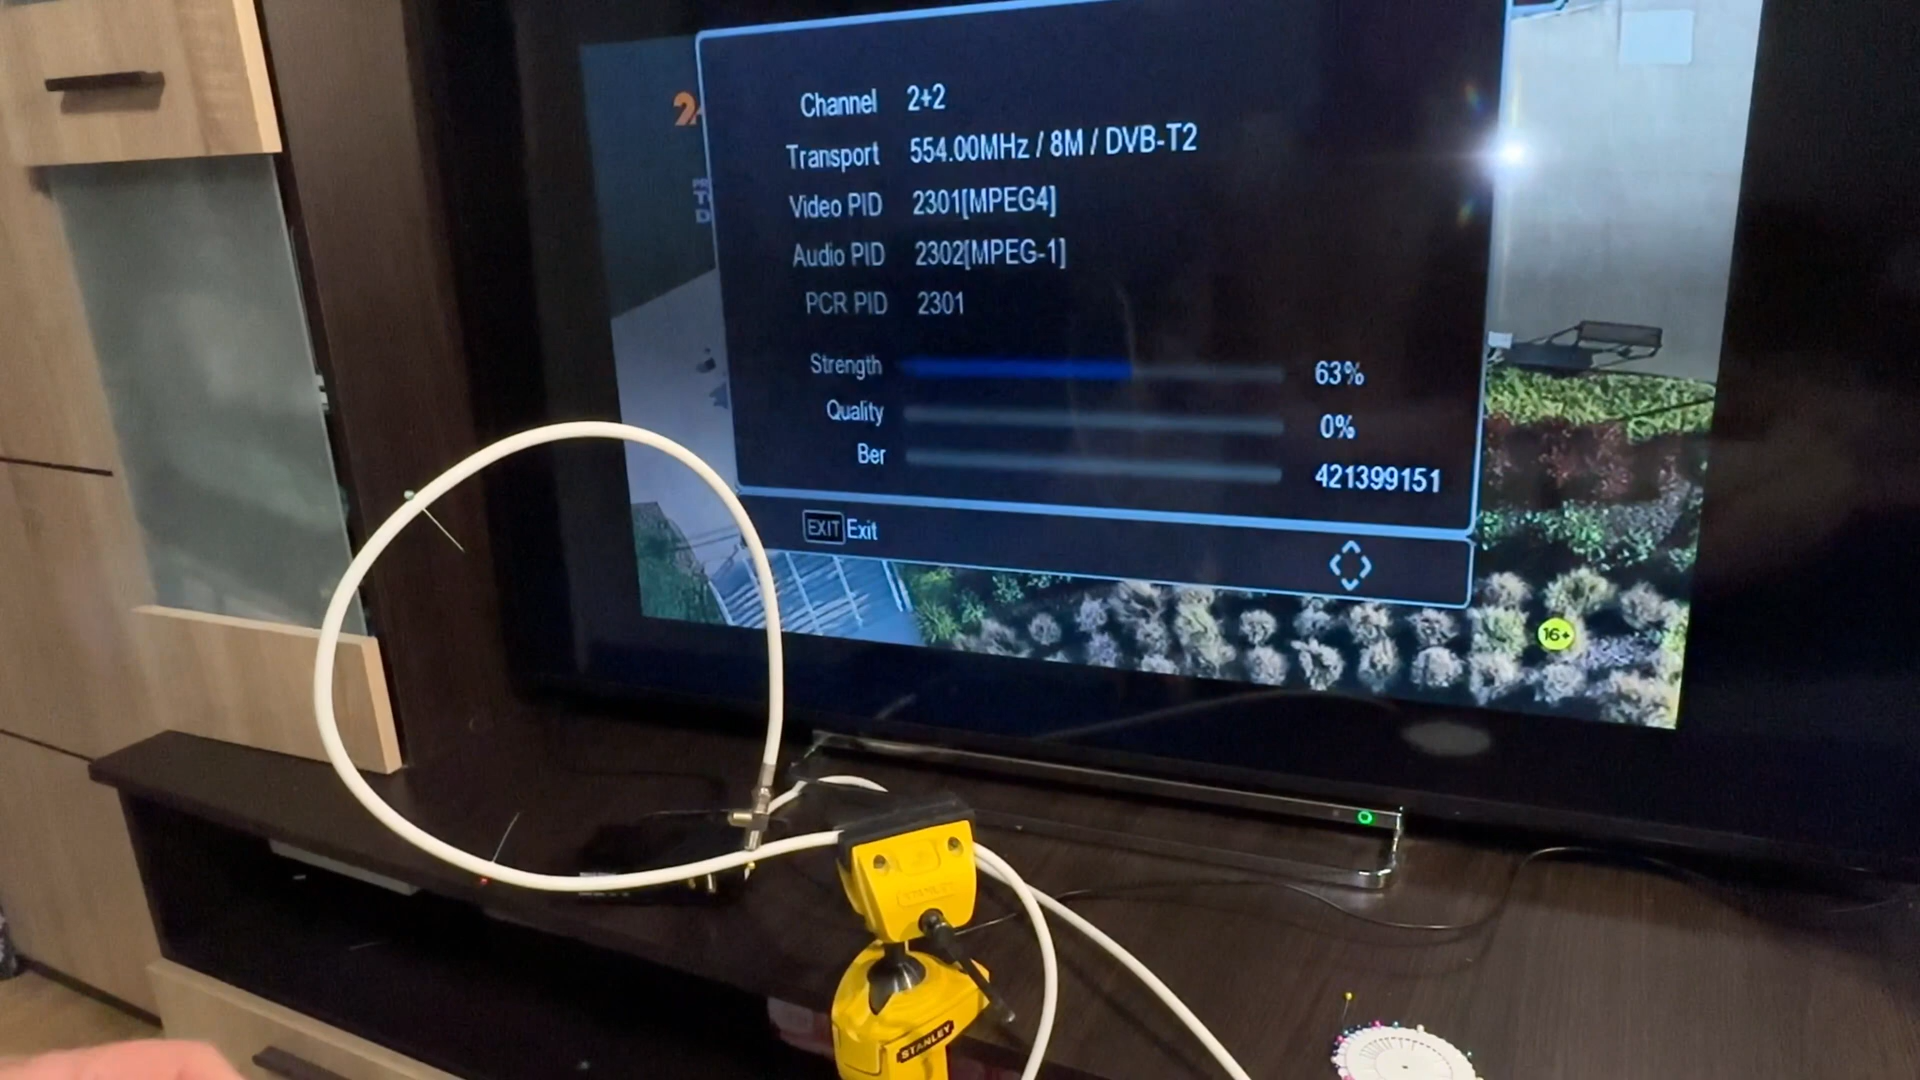 Channel 2+2
Transport 554.00MHz / 8M / DVB-T2
Video PID 2301[MPEG4]
Audio PID 2302[MPEG-1]
PCR PID 2301
Strength 63%
Quality 0%
Ber 421399151
EXIT Exit
16+
STANLEY